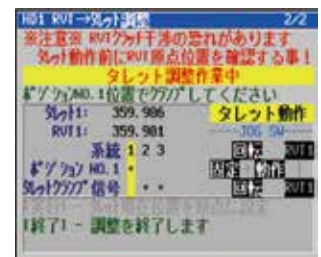 HD1 RVT→タレット調整 2/2
※注意※ RVTクランプ干渉の恐れがあります
タレット動作前にRVT原点位置を確認する事!
タレット調整作業中
ポジションNO.1位置でクランプしてください
タレット1: 359.986 タレット動作
RVT1: 359.981 JOG SW
系統 1 2 3 回転 RVT1
ポジション NO.1 * 固定 動作
タレットクランプ信号 * * 回転 RVT1
「終了」 - 調整を終了します